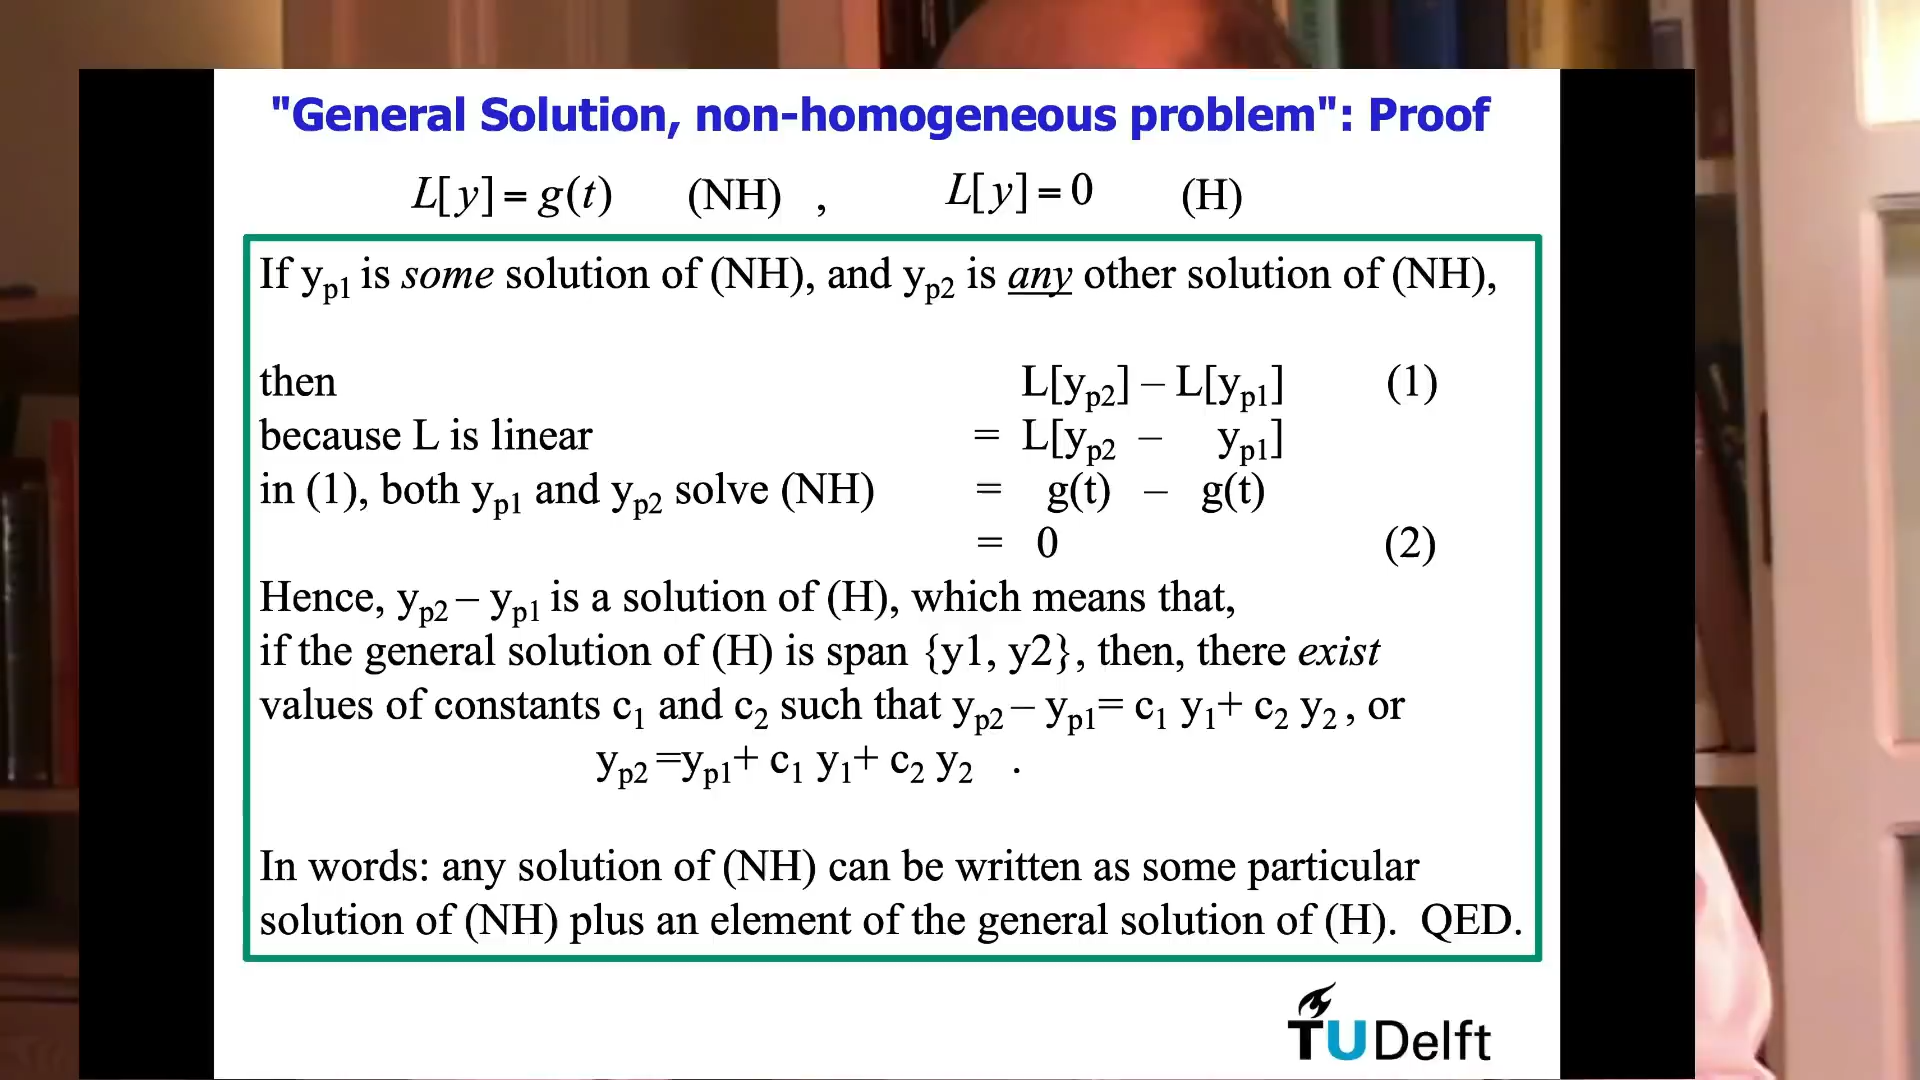 "General Solution, non-homogeneous problem": Proof
L[y] = g(t) (NH) , L[y] = 0 (H)
If yp1 is some solution of (NH), and yp2 is any other solution of (NH),
then L[yp2] – L[yp1] (1)
because L is linear = L[yp2 – yp1]
in (1), both yp1 and yp2 solve (NH) = g(t) – g(t)
= 0 (2)
Hence, yp2 – yp1 is a solution of (H), which means that,
if the general solution of (H) is span {y1, y2}, then, there exist
values of constants c1 and c2 such that yp2 – yp1= c1 y1+ c2 y2 , or
yp2 =yp1+ c1 y1+ c2 y2 .
In words: any solution of (NH) can be written as some particular
solution of (NH) plus an element of the general solution of (H). QED.
TUDelft